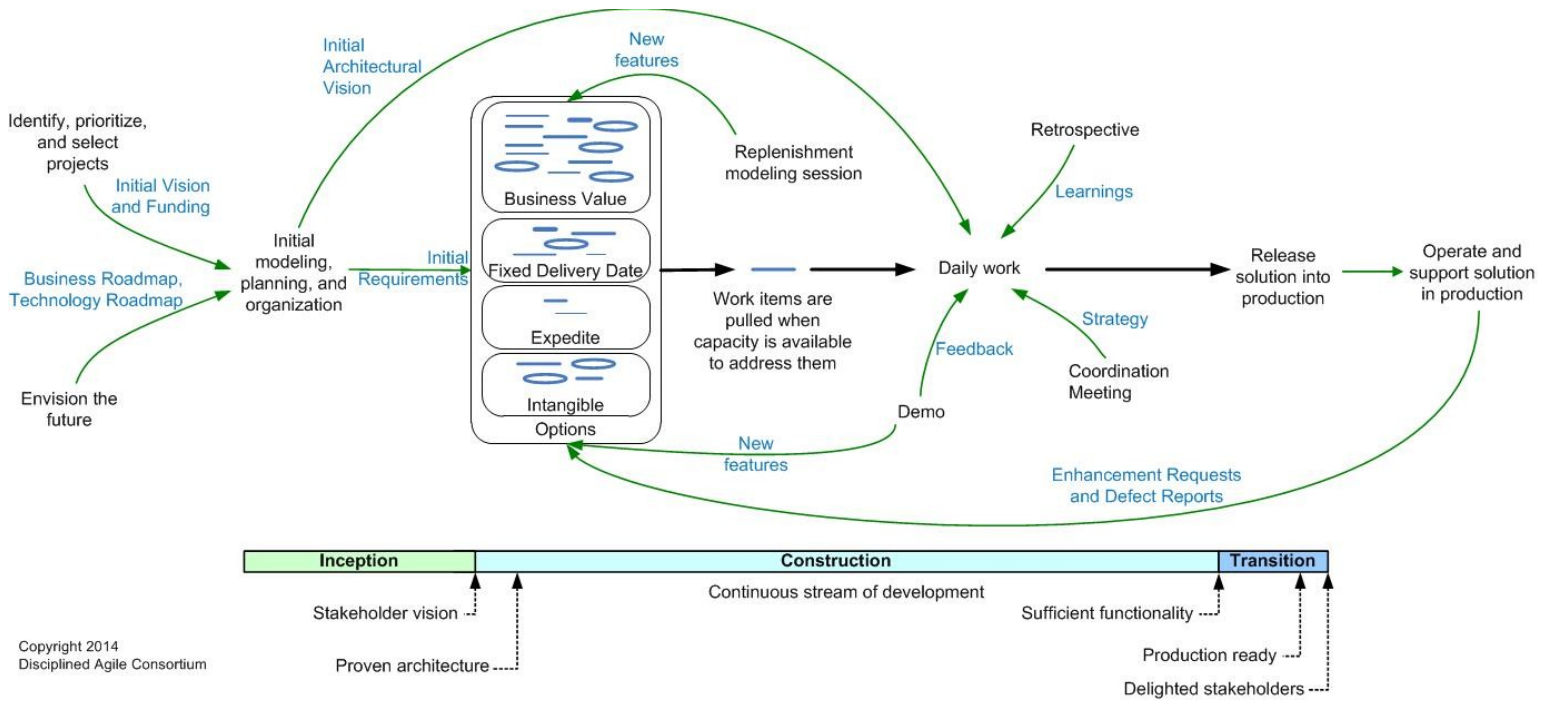 Initial
Architectural
Vision
New
features
Identify, prioritize,
and select
projects
Initial Vision
and Funding
Business Roadmap,
Technology Roadmap
Envision the
future
Initial
modeling,
planning, and
organization
Initial
Requirements
Business Value
Fixed Delivery Date
Expedite
Intangible
Options
Replenishment
modeling session
Work items are
pulled when
capacity is available
to address them
Retrospective
Learnings
Daily work
Strategy
Coordination
Meeting
Feedback
Demo
New
features
Release
solution into
production
Operate and
support solution
in production
Enhancement Requests
and Defect Reports
Inception
Construction
Transition
Continuous stream of development
Stakeholder vision
Proven architecture
Sufficient functionality
Production ready
Delighted stakeholders
Copyright 2014
Disciplined Agile Consortium